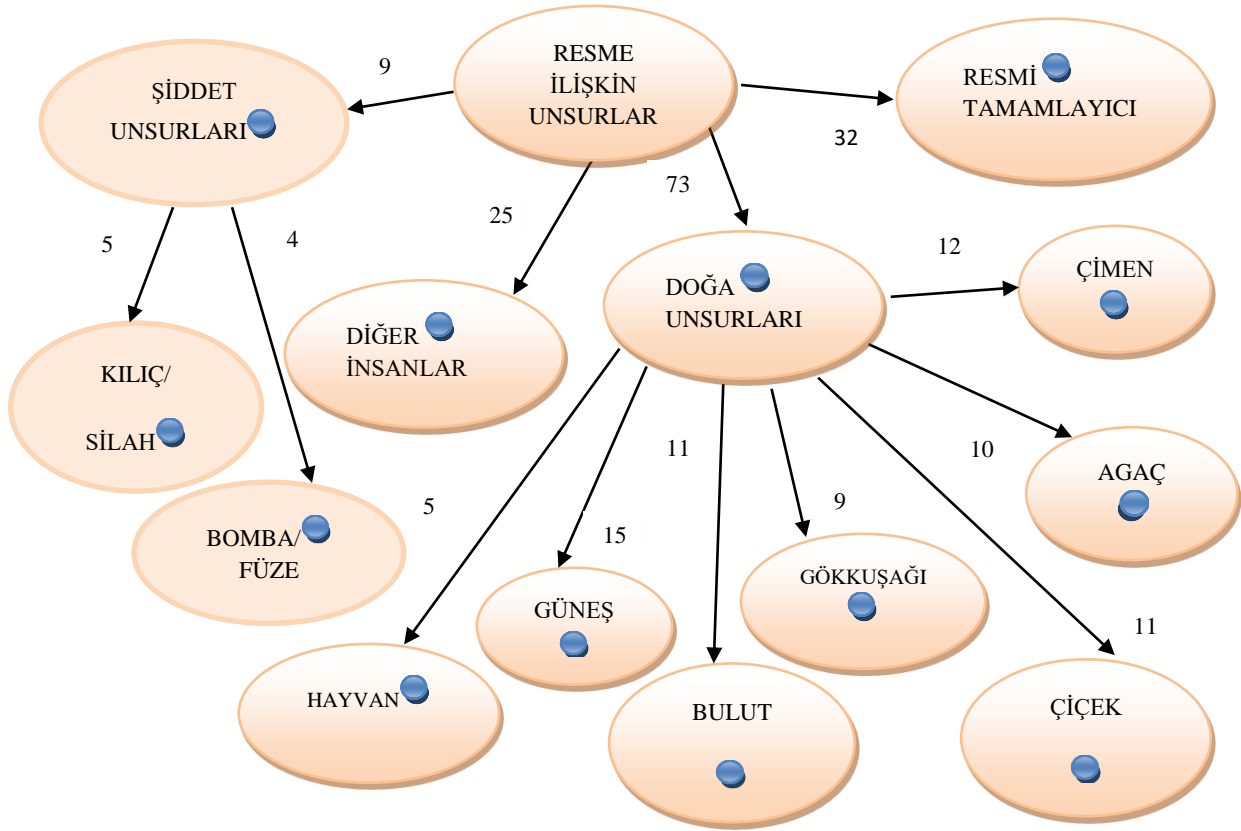 RESME
İLİŞKİN
UNSURLAR
9
ŞİDDET
UNSURLARI
RESMİ
TAMAMLAYICI
32
73
25
5
4
12
ÇİMEN
DOĞA
UNSURLARI
DİĞER
İNSANLAR
KILIÇ/
SİLAH
BOMBA/
FÜZE
11
10
AGAÇ
5
9
15
GÖKKUŞAĞI
GÜNEŞ
11
HAYVAN
BULUT
ÇİÇEK